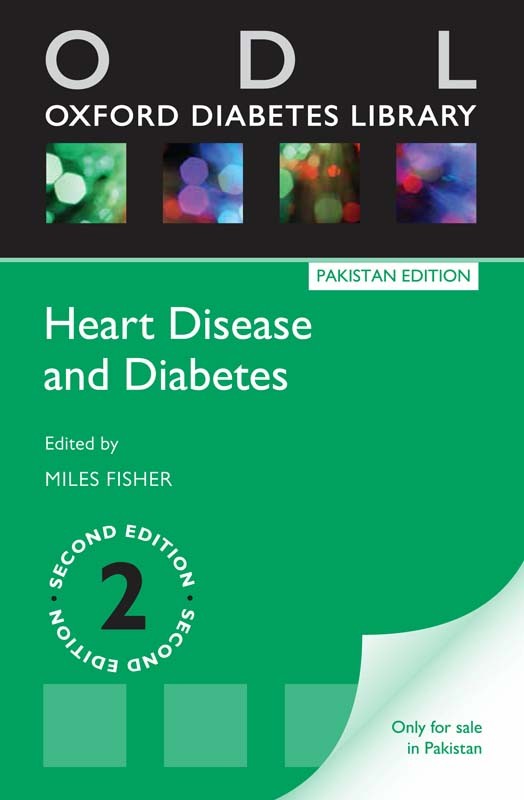 O D L
OXFORD DIABETES LIBRARY
PAKISTAN EDITION
Heart Disease
and Diabetes
Edited by
MILES FISHER
SECOND EDITION · SECOND EDITION ·
2
Only for sale
in Pakistan